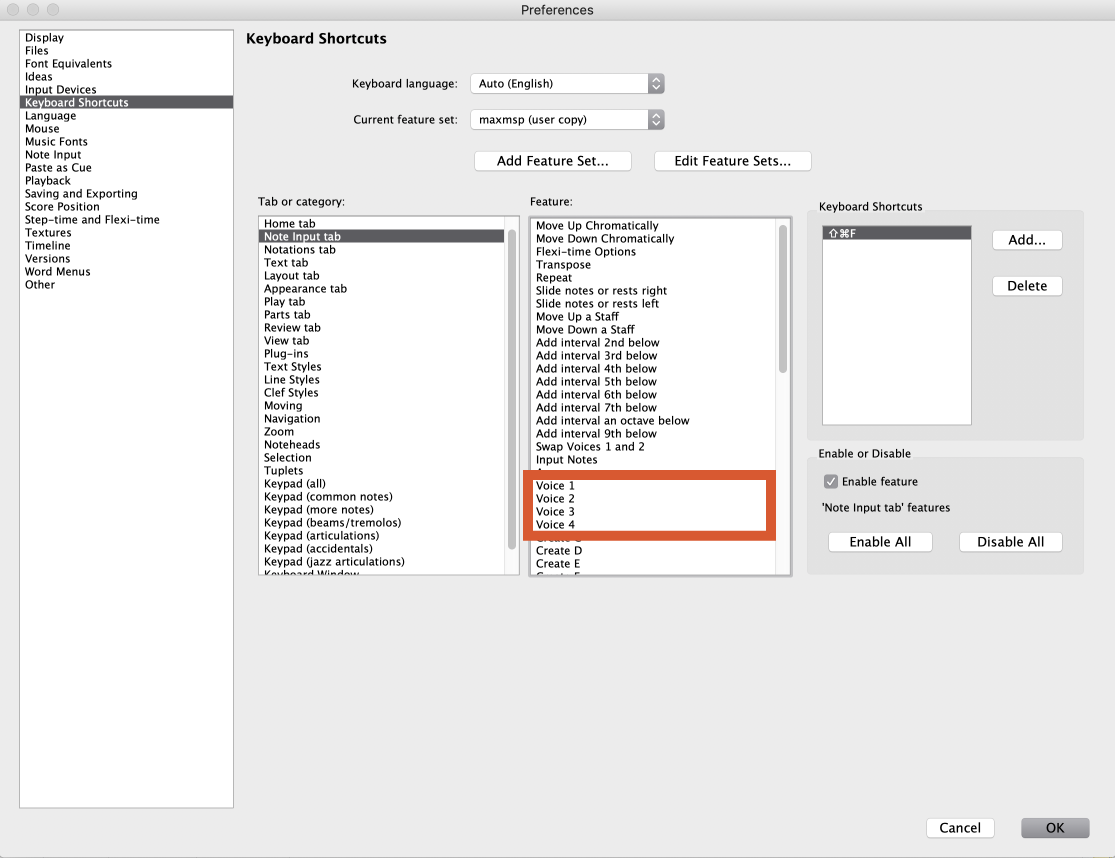 Preferences
Display
Files
Font Equivalents
Ideas
Input Devices
Keyboard Shortcuts
Language
Mouse
Music Fonts
Note Input
Paste as Cue
Playback
Saving and Exporting
Score Position
Step-time and Flexi-time
Textures
Timeline
Versions
Word Menus
Other
Keyboard Shortcuts
Keyboard language:
Auto (English)
Current feature set:
maxmsp (user copy)
Add Feature Set...
Edit Feature Sets...
Tab or category:
Home tab
Note Input tab
Notations tab
Text tab
Layout tab
Appearance tab
Play tab
Parts tab
Review tab
View tab
Plug-ins
Text Styles
Line Styles
Clef Styles
Moving
Navigation
Zoom
Noteheads
Selection
Tuplets
Keypad (all)
Keypad (common notes)
Keypad (more notes)
Keypad (beams/tremolos)
Keypad (articulations)
Keypad (accidentals)
Keypad (jazz articulations)
Keyboard Window
Feature:
Move Up Chromatically
Move Down Chromatically
Flexi-time Options
Transpose
Repeat
Slide notes or rests right
Slide notes or rests left
Move Up a Staff
Move Down a Staff
Add interval 2nd below
Add interval 3rd below
Add interval 4th below
Add interval 5th below
Add interval 6th below
Add interval 7th below
Add interval an octave below
Add interval 9th below
Swap Voices 1 and 2
Input Notes
Voice 1
Voice 2
Voice 3
Voice 4
Create D
Create E
Keyboard Shortcuts
⇧⌘F
Add...
Delete
Enable or Disable
Enable feature
'Note Input tab' features
Enable All
Disable All
Cancel
OK